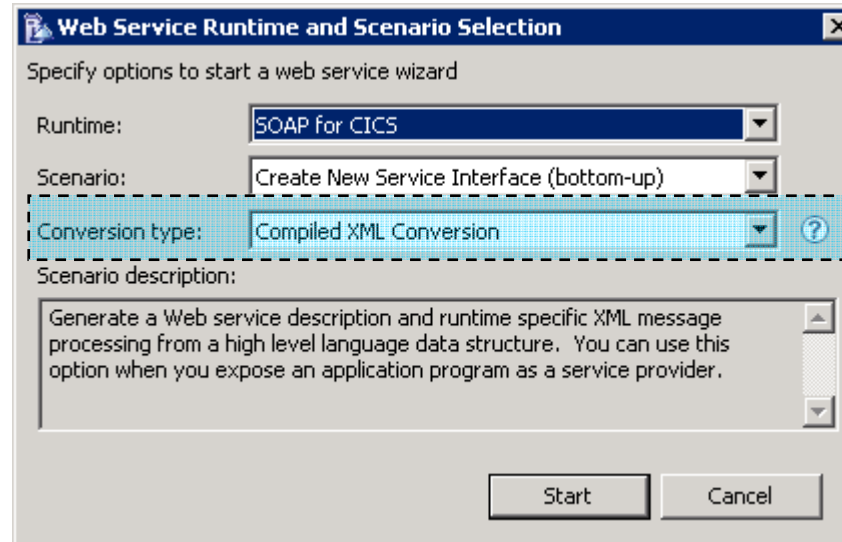 Web Service Runtime and Scenario Selection
Specify options to start a web service wizard
Runtime: SOAP for CICS
Scenario: Create New Service Interface (bottom-up)
Conversion type: Compiled XML Conversion ?
Scenario description:
Generate a Web service description and runtime specific XML message
processing from a high level language data structure. You can use this
option when you expose an application program as a service provider.
Start Cancel